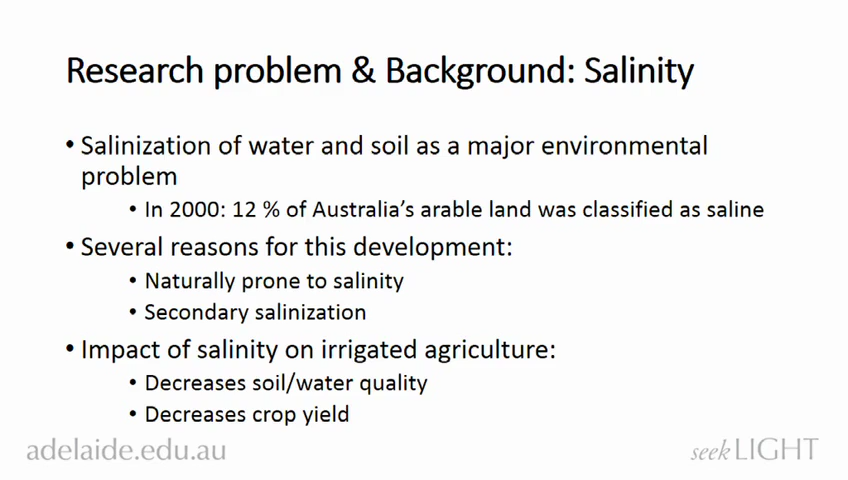 Research problem & Background: Salinity
• Salinization of water and soil as a major environmental
problem
• In 2000: 12 % of Australia's arable land was classified as saline
• Several reasons for this development:
• Naturally prone to salinity
• Secondary salinization
• Impact of salinity on irrigated agriculture:
• Decreases soil/water quality
• Decreases crop yield
adelaide.edu.au
seek LIGHT